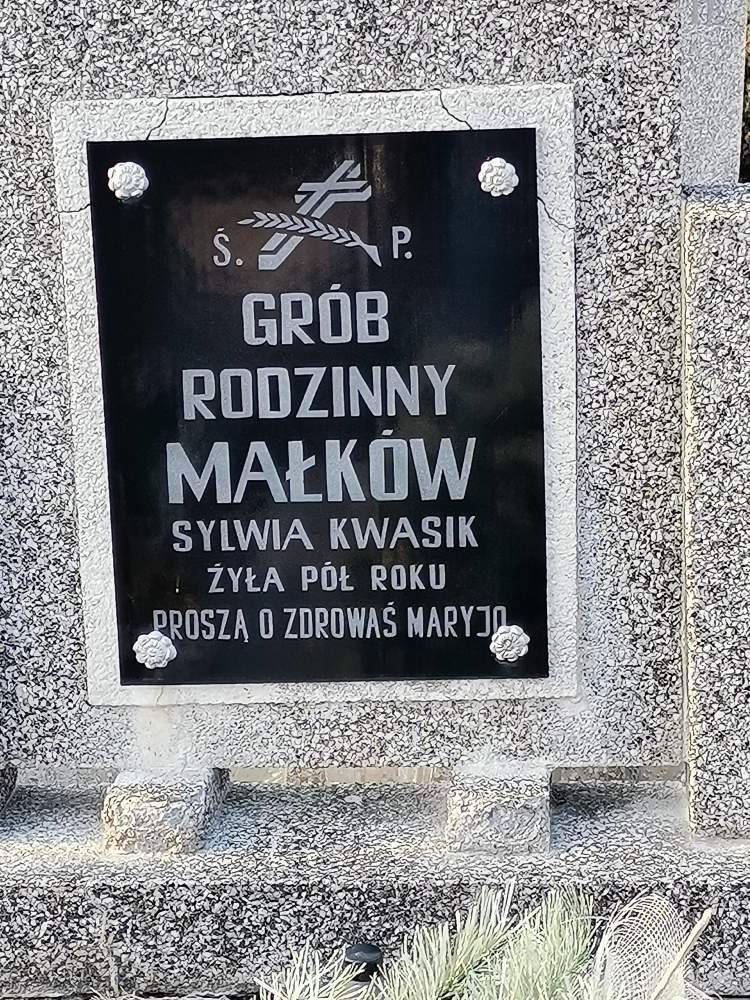 Ś. P.
GRÓB
RODZINNY
MAŁKÓW
SYLWIA KWASIK
ŻYŁA PÓŁ ROKU
PROSZĄ O ZDROWAŚ MARYJO